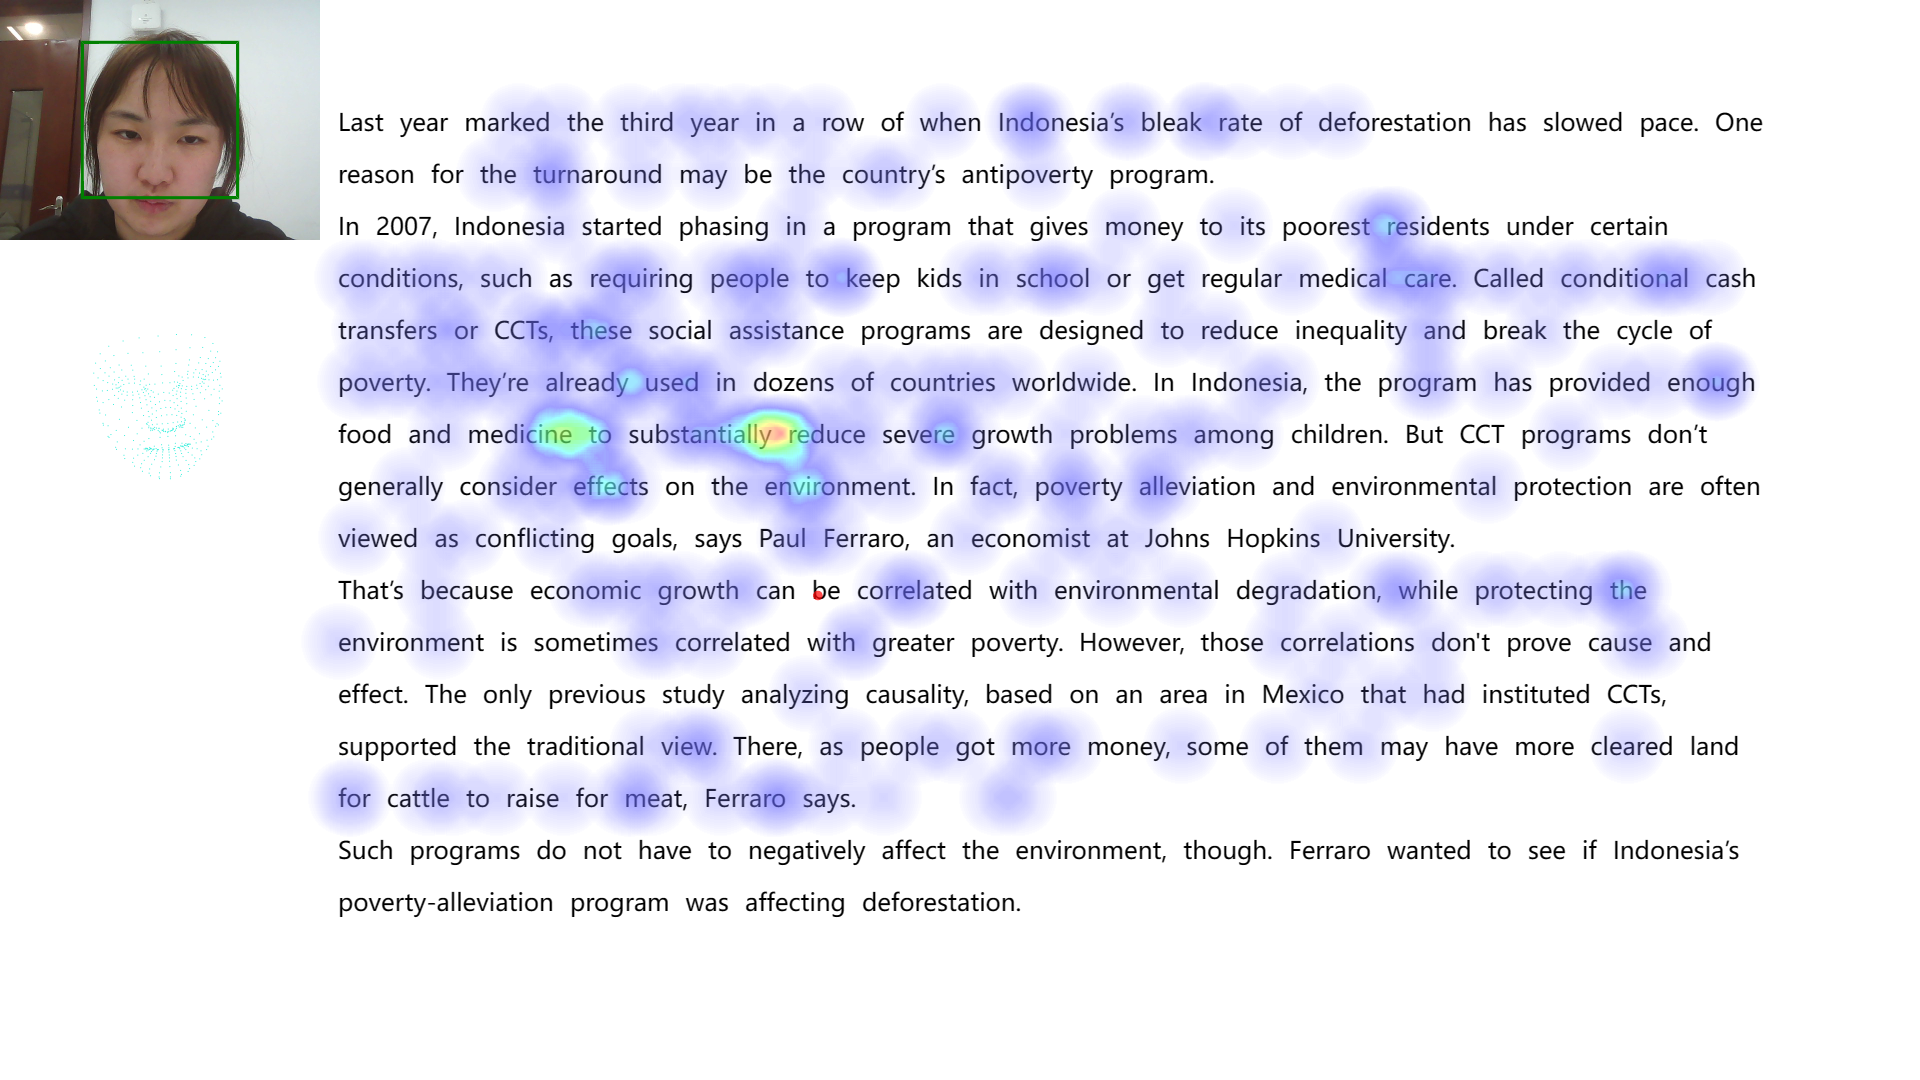 Last year marked the third year in a row of when Indonesia’s bleak rate of deforestation has slowed pace. One
reason for the turnaround may be the country’s antipoverty program.
In 2007, Indonesia started phasing in a program that gives money to its poorest residents under certain
conditions, such as requiring people to keep kids in school or get regular medical care. Called conditional cash
transfers or CCTs, these social assistance programs are designed to reduce inequality and break the cycle of
poverty. They’re already used in dozens of countries worldwide. In Indonesia, the program has provided enough
food and medicine to substantially reduce severe growth problems among children. But CCT programs don’t
generally consider effects on the environment. In fact, poverty alleviation and environmental protection are often
viewed as conflicting goals, says Paul Ferraro, an economist at Johns Hopkins University.
That’s because economic growth can be correlated with environmental degradation, while protecting the
environment is sometimes correlated with greater poverty. However, those correlations don't prove cause and
effect. The only previous study analyzing causality, based on an area in Mexico that had instituted CCTs,
supported the traditional view. There, as people got more money, some of them may have more cleared land
for cattle to raise for meat, Ferraro says.
Such programs do not have to negatively affect the environment, though. Ferraro wanted to see if Indonesia’s
poverty-alleviation program was affecting deforestation.